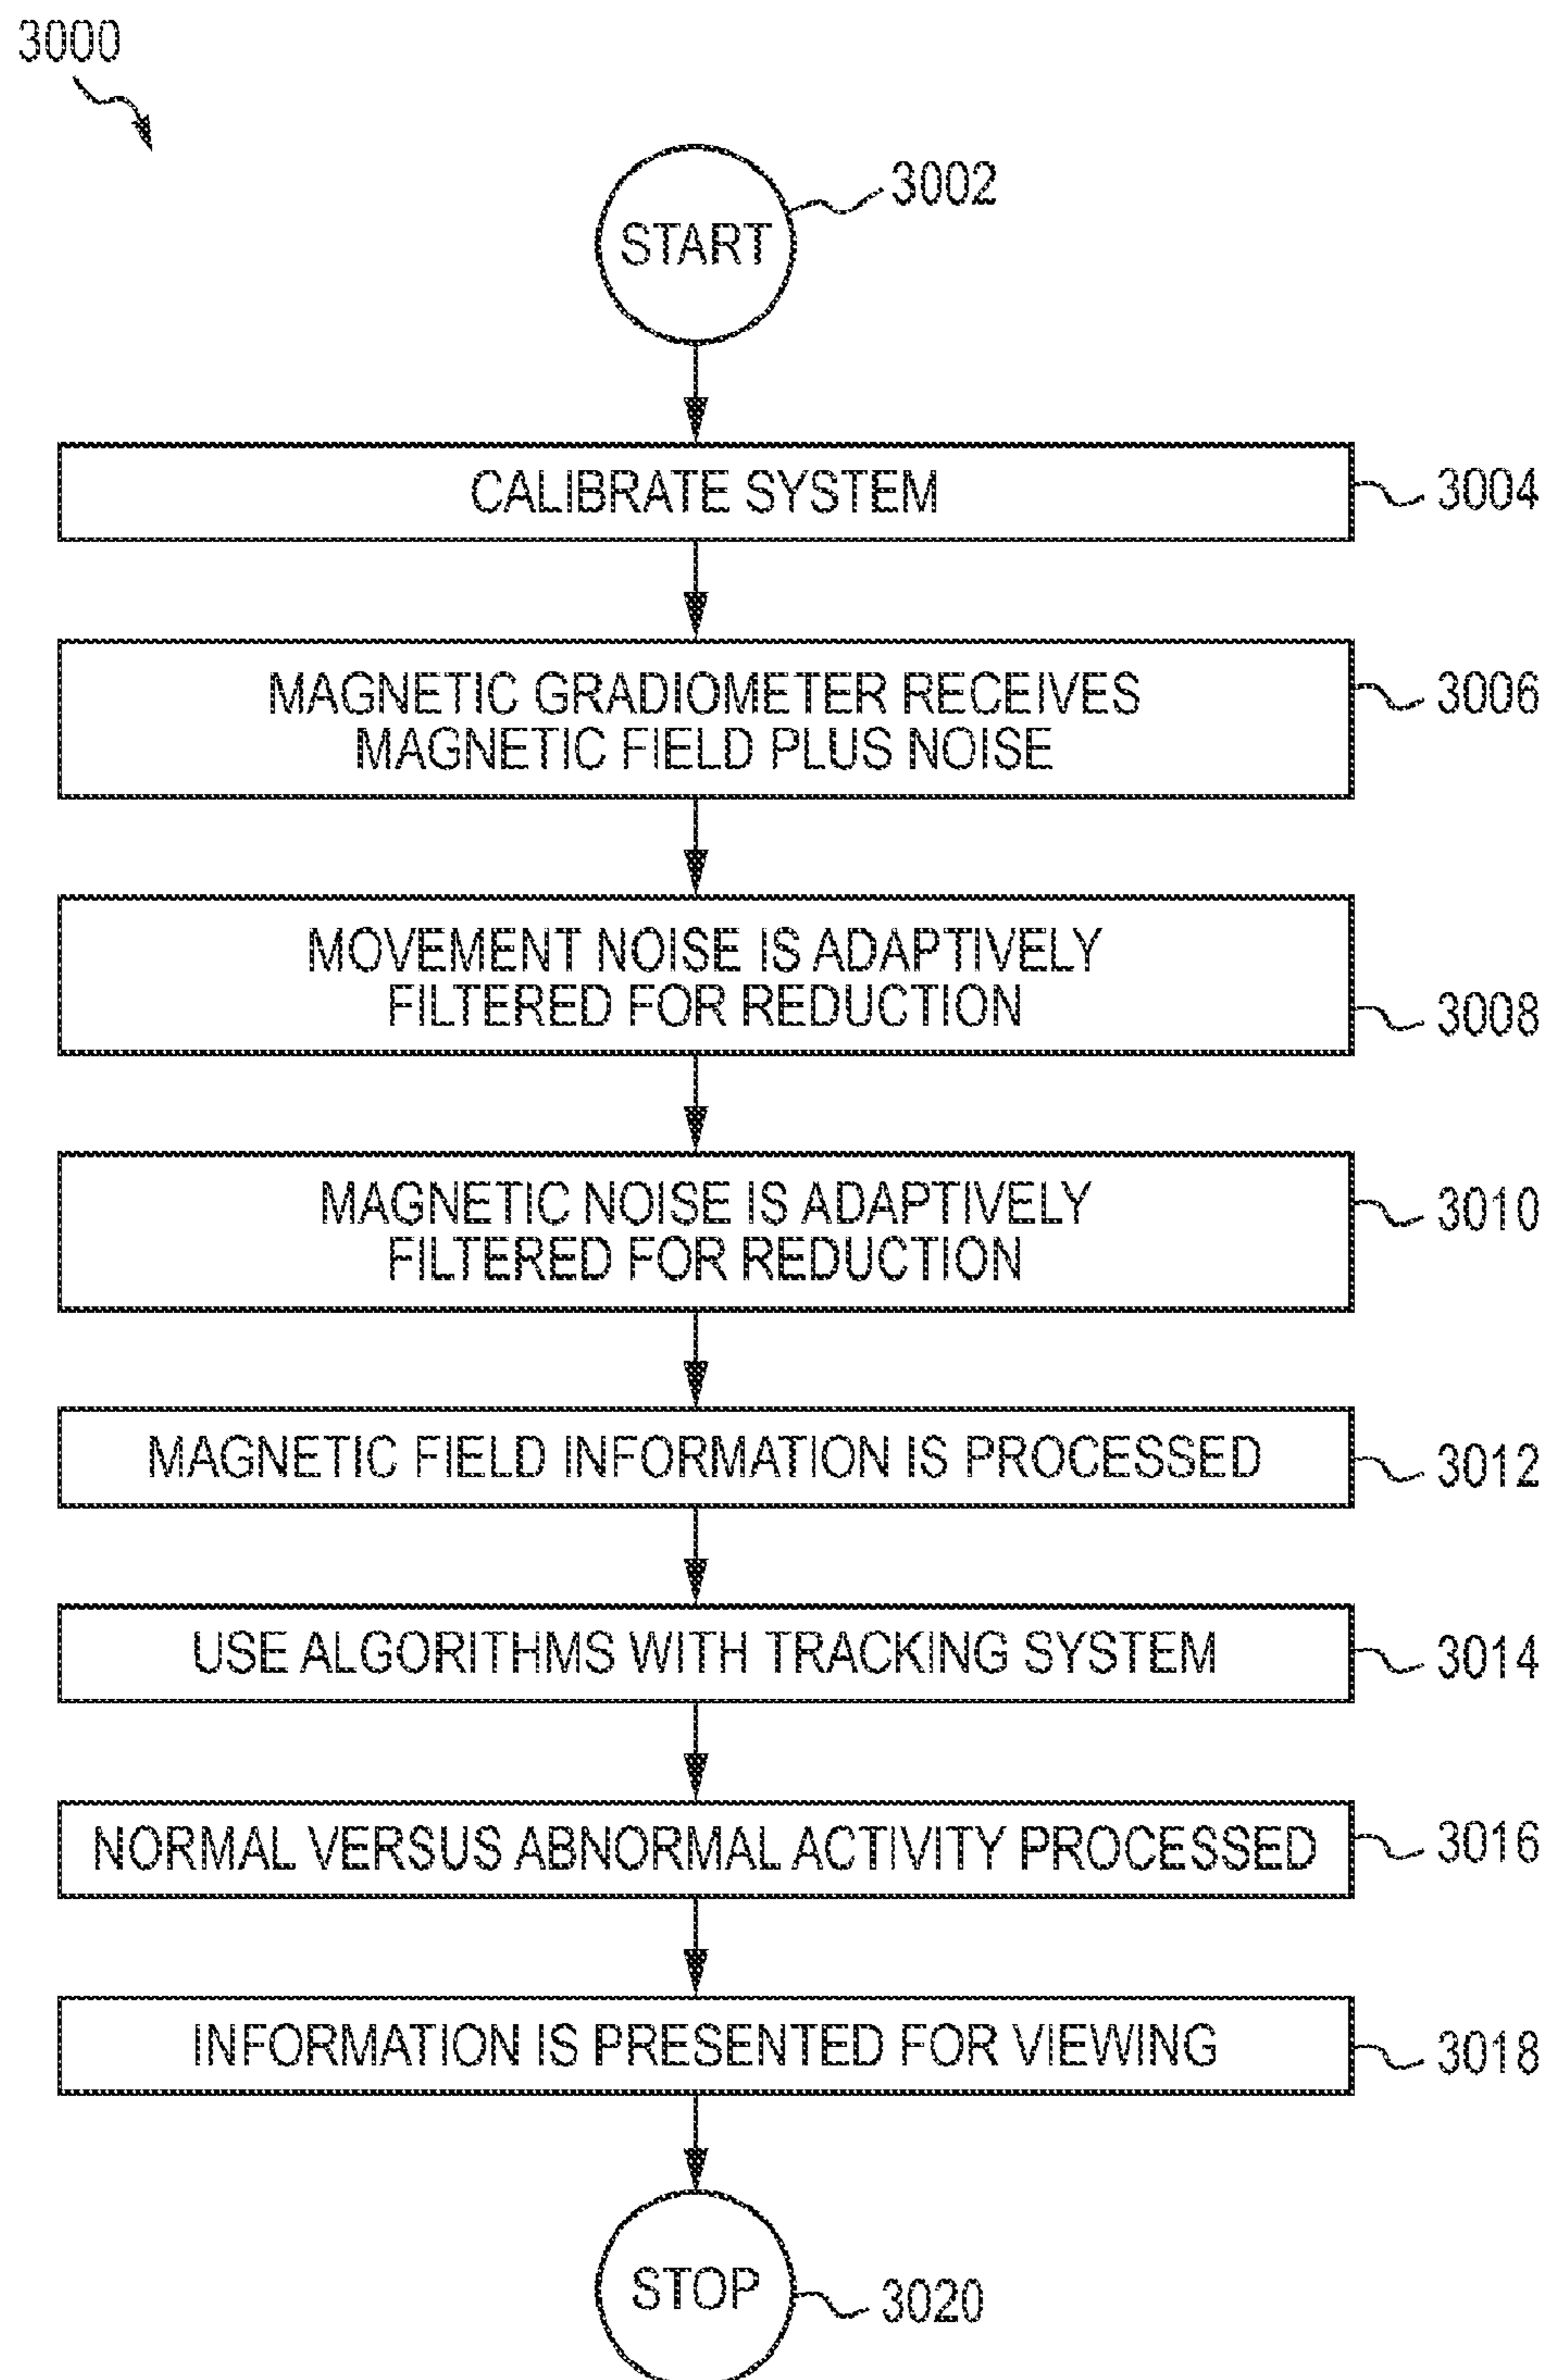 3000
START
3002
CALIBRATE SYSTEM
3004
MAGNETIC GRADIOMETER RECEIVES
MAGNETIC FIELD PLUS NOISE
3006
MOVEMENT NOISE IS ADAPTIVELY
FILTERED FOR REDUCTION
3008
MAGNETIC NOISE IS ADAPTIVELY
FILTERED FOR REDUCTION
3010
MAGNETIC FIELD INFORMATION IS PROCESSED
3012
USE ALGORITHMS WITH TRACKING SYSTEM
3014
NORMAL VERSUS ABNORMAL ACTIVITY PROCESSED
3016
INFORMATION IS PRESENTED FOR VIEWING
3018
STOP
3020